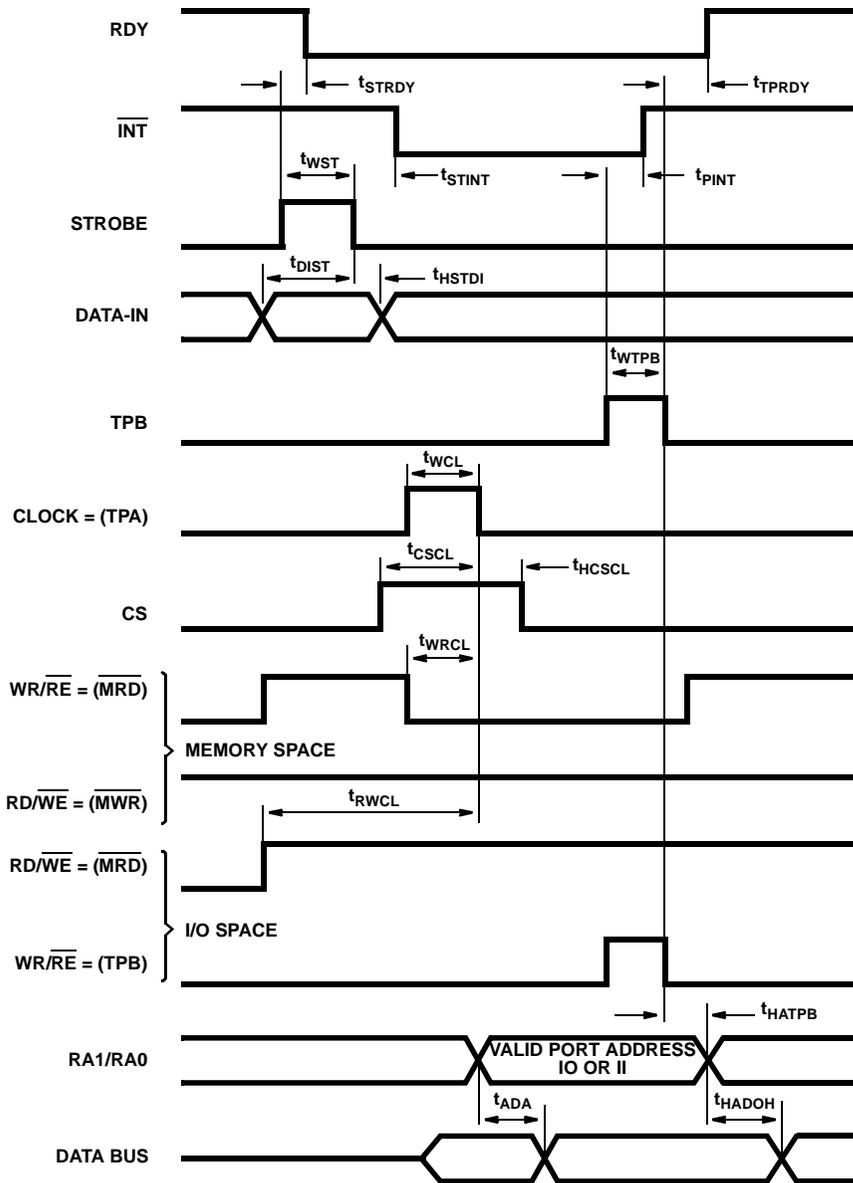 RDY
tSTRDY
tTPRDY
INT
tWST
tSTINT
tPINT
STROBE
tDIST
tHSTDI
DATA-IN
tWTPB
TPB
tWCL
CLOCK = (TPA)
tCSCL
tHCSCL
CS
tWRCL
WR/RE = (MRD)
MEMORY SPACE
RD/WE = (MWR)
tRWCL
RD/WE = (MRD)
I/O SPACE
WR/RE = (TPB)
tHATPB
RA1/RA0
VALID PORT ADDRESS
IO OR II
tADA
tHADOH
DATA BUS